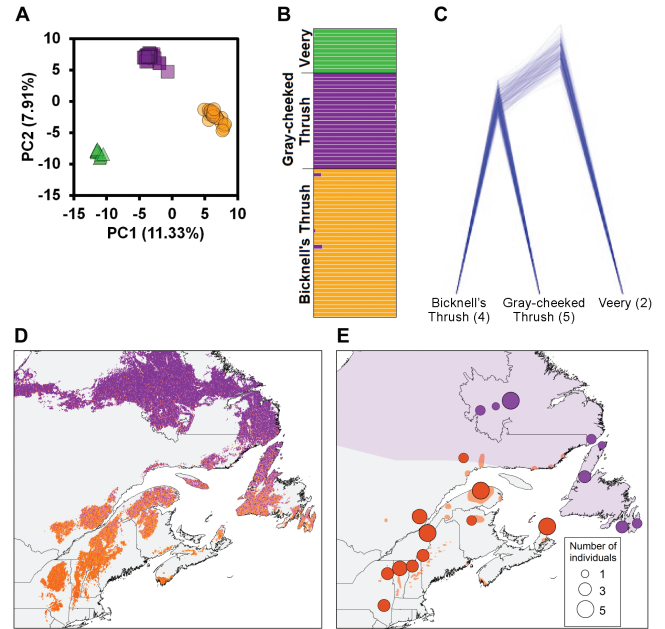 A
B
C
10
5
0
-5
-10
-15
PC2 (7.91%)
-15
-10
-5
0
5
10
PC1 (11.33%)
Veery
Gray-cheeked
Thrush
Bicknell's Thrush
Bicknell's
Thrush (4)
Gray-cheeked
Thrush (5)
Veery (2)
D
E
Number of
individuals
1
3
5